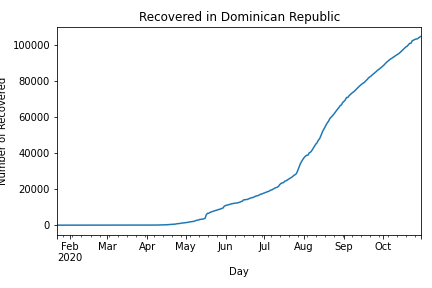 Recovered in Dominican Republic
Number of Recovered
100000
80000
60000
40000
20000
0
Feb
2020
Mar
Apr
May
Jun
Jul
Aug
Sep
Oct
Day